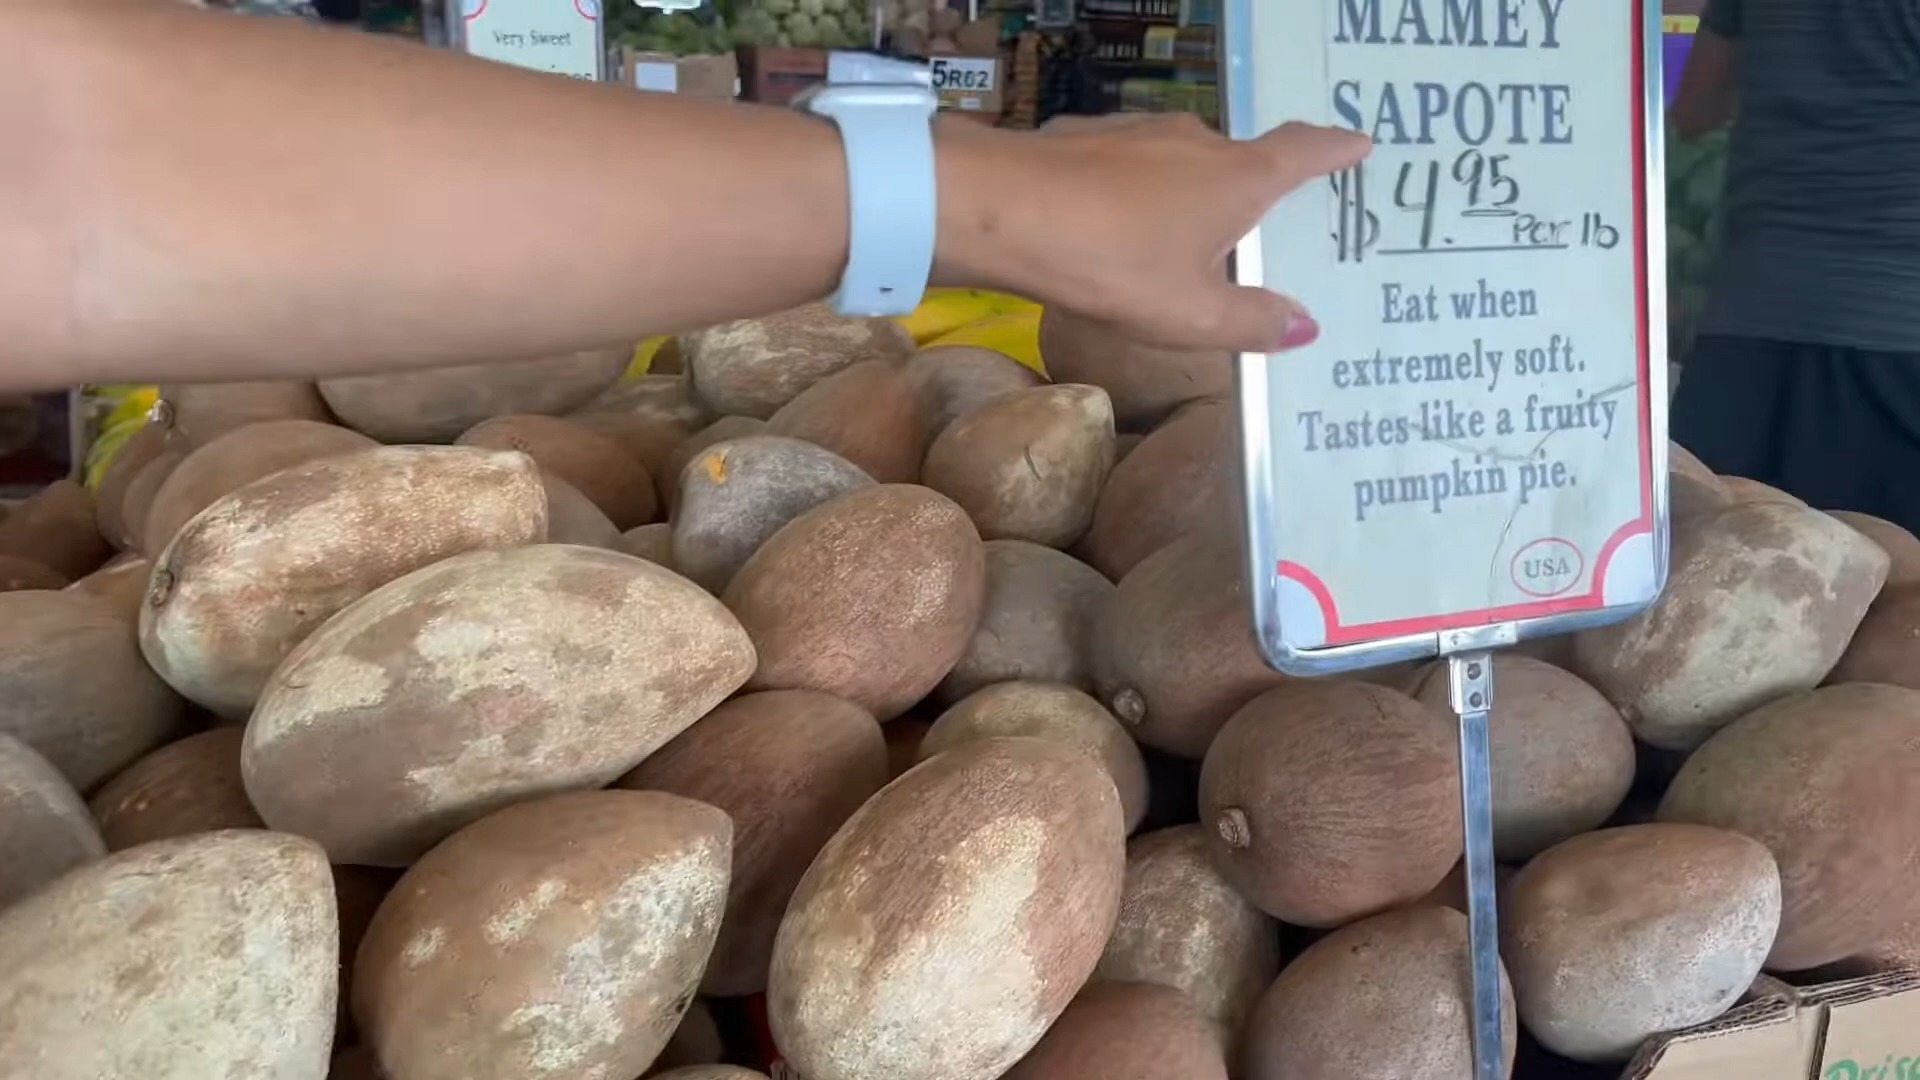 Very Sweet
5R02
MAMEY
SAPOTE
$4.95 Per lb
Eat when
extremely soft.
Tastes like a fruity
pumpkin pie.
USA